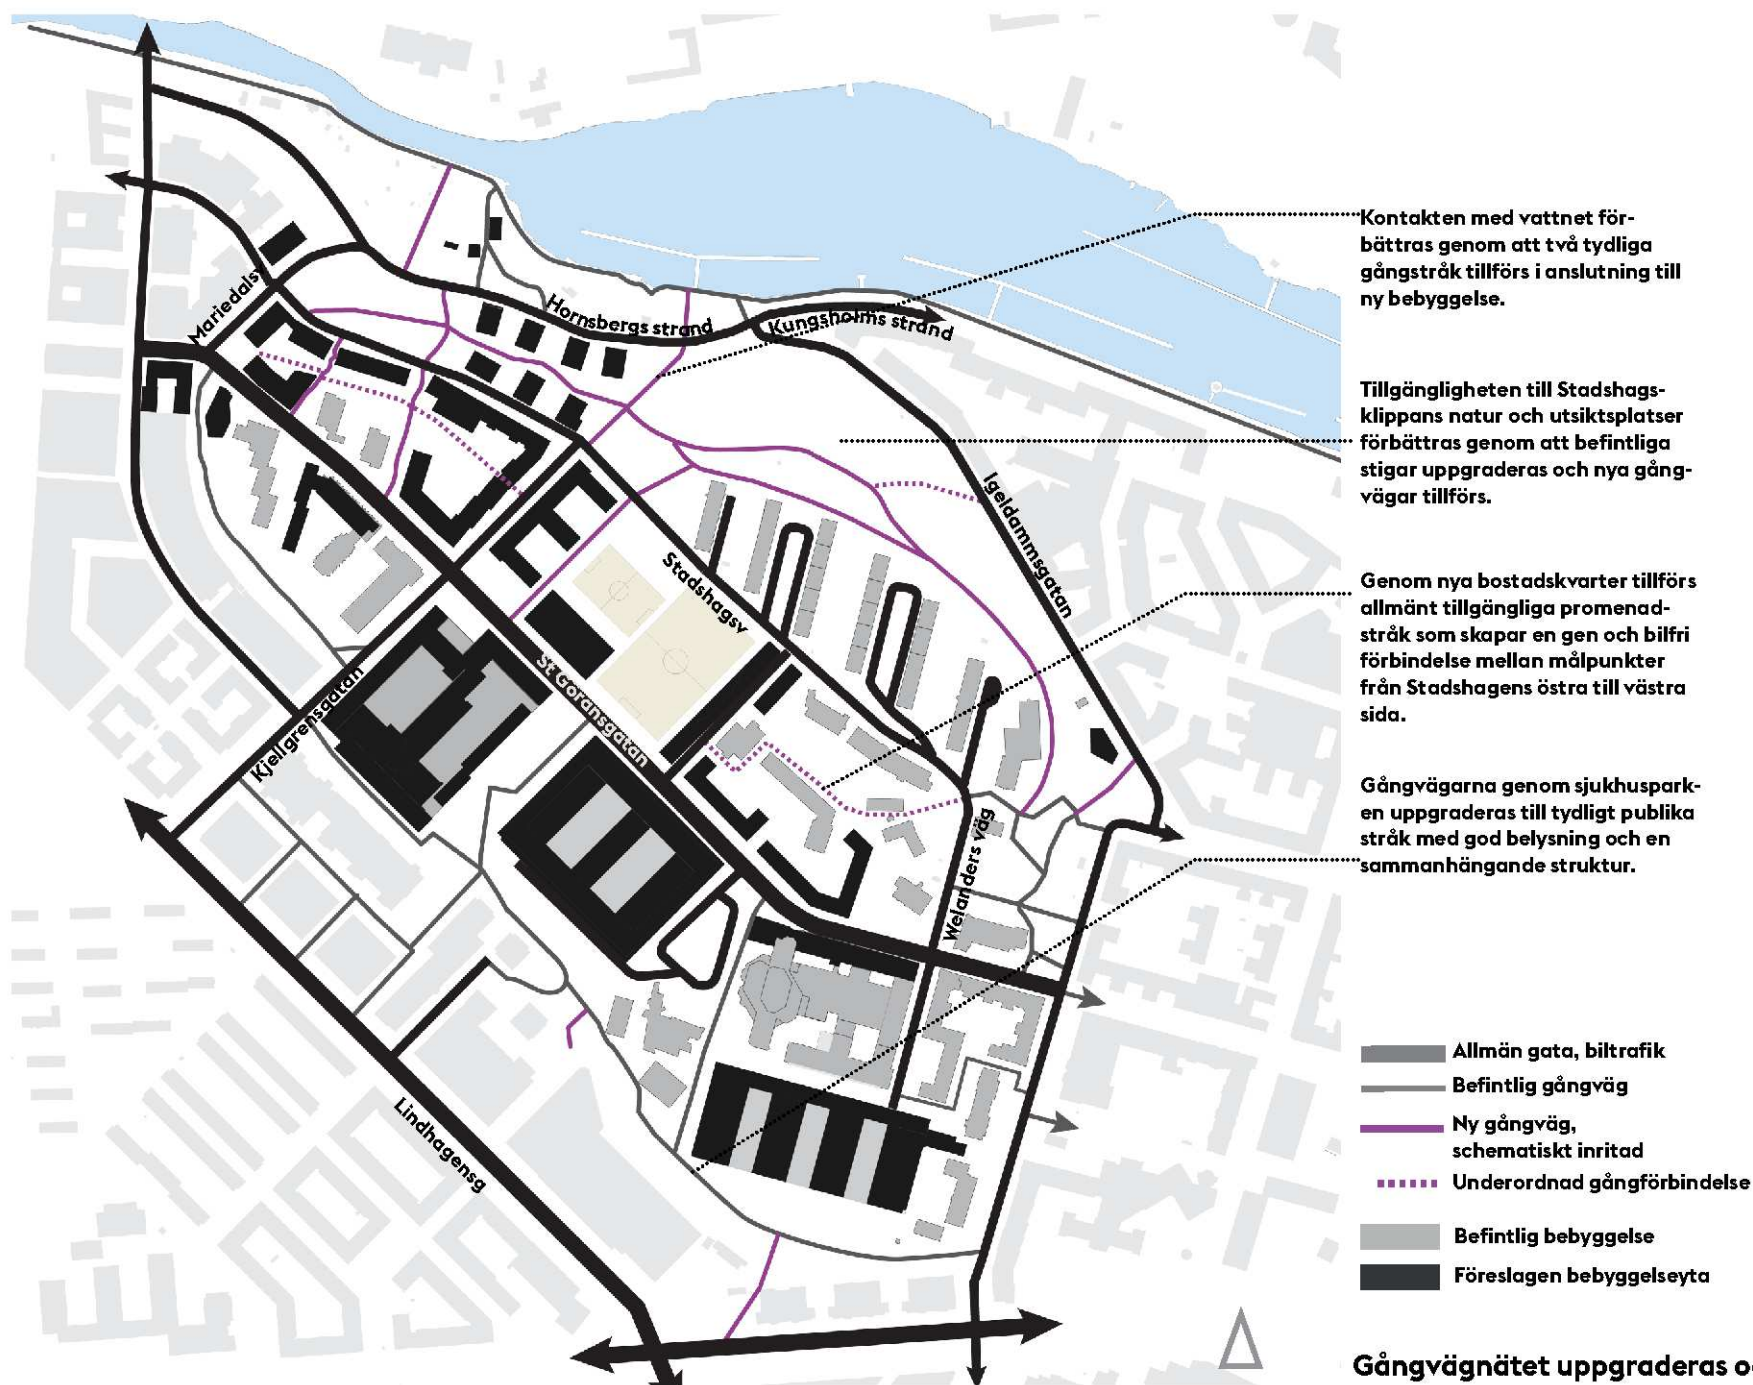 Kontakten med vattnet för-
bättras genom att två tydliga
gångstråk tillförs i anslutning till
ny bebyggelse.
Tillgängligheten till Stadshags-
klippans natur och utsiktsplatser
förbättras genom att befintliga
stigar uppgraderas och nya gång-
vägar tillförs.
Genom nya bostadskvarter tillförs
allmänt tillgängliga promenad-
stråk som skapar en gen och bilfri
förbindelse mellan målpunkter
från Stadshagens östra till västra
sida.
Gångvägarna genom sjukhuspark-
en uppgraderas till tydligt publika
stråk med god belysning och en
sammanhängande struktur.
Mariedalsv
Hornsbergs strand
Kungsholms strand
Igeldammsgatan
Stadshagsv
St Göransgatan
Kjellgrensgatan
Welanders väg
Lindhagensg
Allmän gata, biltrafik
Befintlig gångväg
Ny gångväg,
schematiskt inritad
Underordnad gångförbindelse
Befintlig bebyggelse
Föreslagen bebyggelseyta
Gångvägnätet uppgraderas o